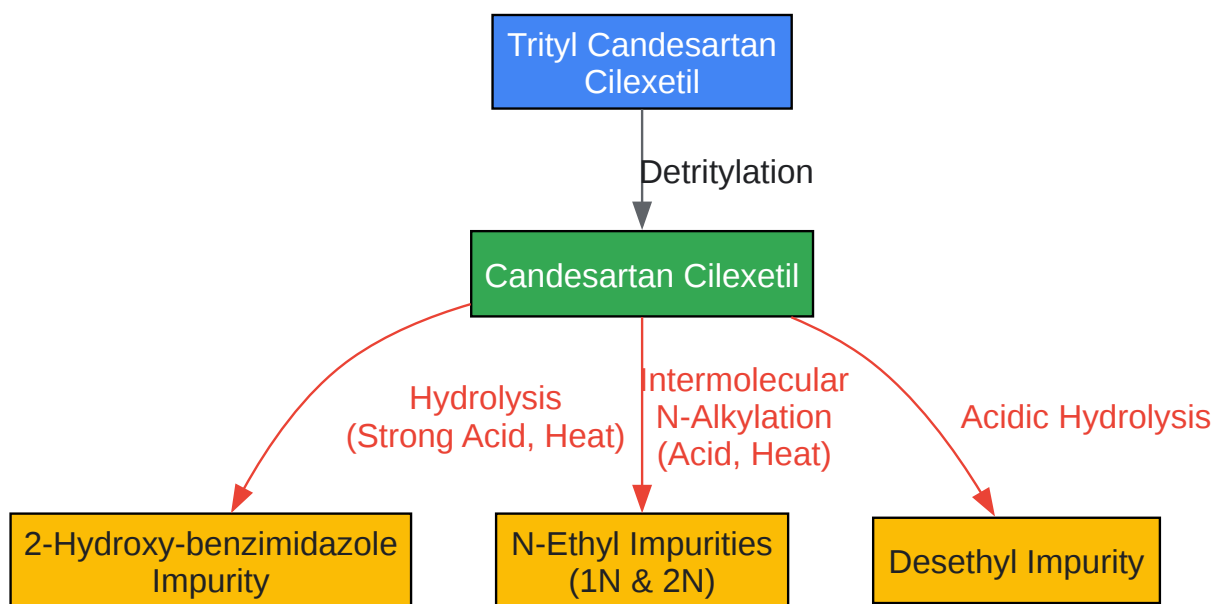 Trityl Candesartan
Cilexetil
Detritylation
Candesartan Cilexetil
Hydrolysis
(Strong Acid, Heat)
Intermolecular
N-Alkylation
(Acid, Heat)
Acidic Hydrolysis
2-Hydroxy-benzimidazole
Impurity
N-Ethyl Impurities
(1N & 2N)
Desethyl Impurity